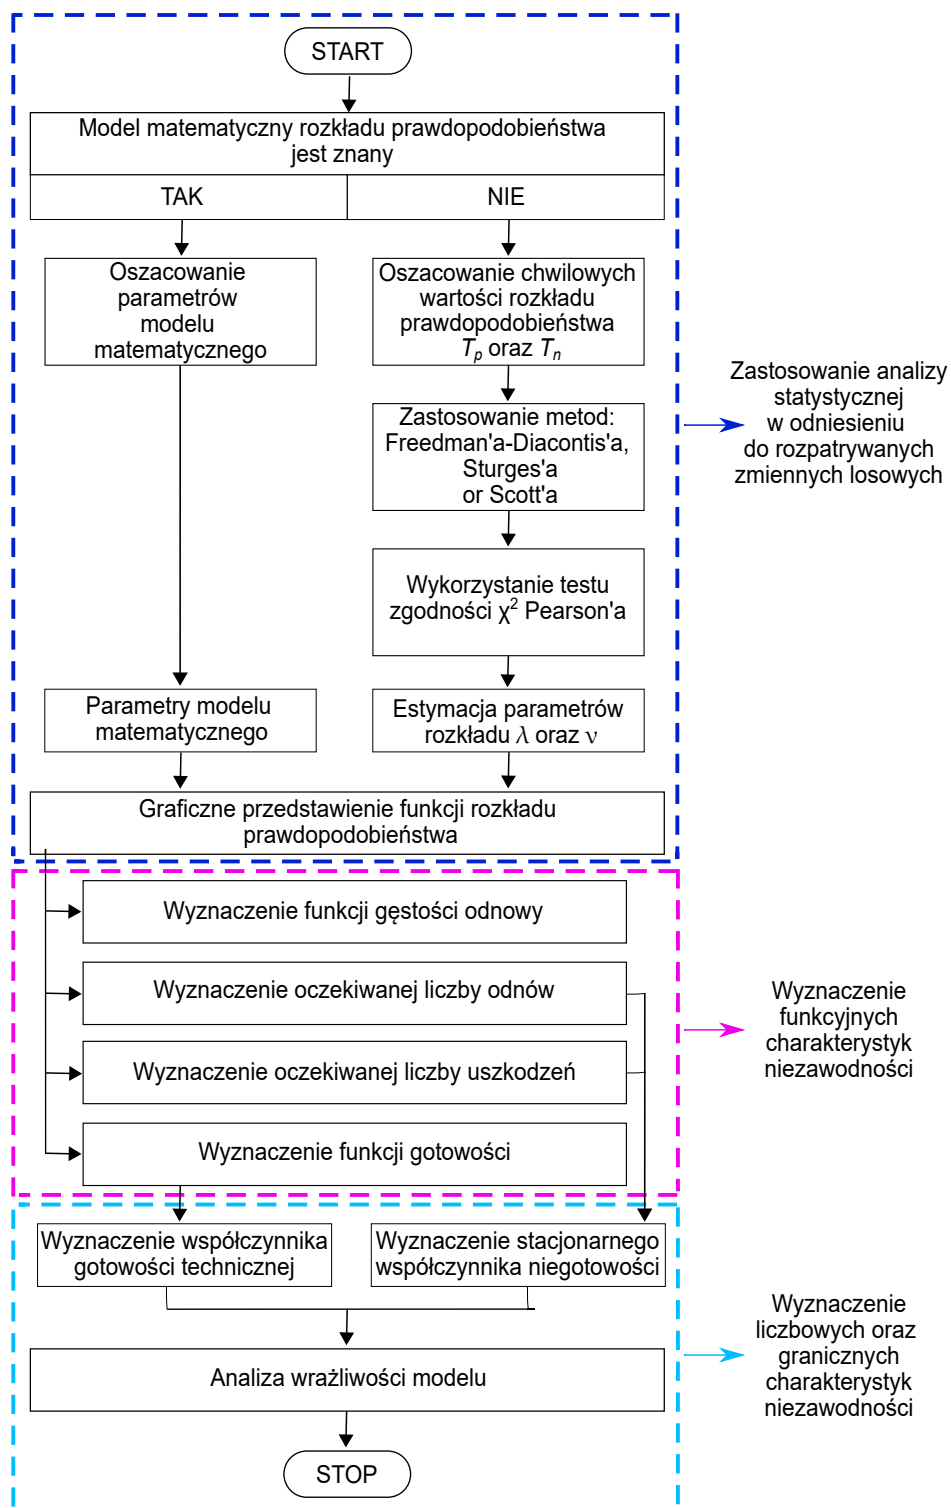 START
Model matematyczny rozkładu prawdopodobieństwa
jest znany
TAK
NIE
Oszacowanie
parametrów
modelu
matematycznego
Oszacowanie chwilowych
wartości rozkładu
prawdopodobieństwa
Tp oraz Tn
Zastosowanie metod:
Freedman'a-Diacontis'a,
Sturges'a
or Scott'a
Wykorzystanie testu
zgodności χ² Pearson'a
Parametry modelu
matematycznego
Estymacja parametrów
rozkładu λ oraz ν
Graficzne przedstawienie funkcji rozkładu
prawdopodobieństwa
Zastosowanie analizy
statystycznej
w odniesieniu
do rozpatrywanych
zmiennych losowych
Wyznaczenie funkcji gęstości odnowy
Wyznaczenie oczekiwanej liczby odnów
Wyznaczenie oczekiwanej liczby uszkodzeń
Wyznaczenie funkcji gotowości
Wyznaczenie
funkcyjnych
charakterystyk
niezawodności
Wyznaczenie współczynnika
gotowości technicznej
Wyznaczenie stacjonarnego
współczynnika niegotowości
Analiza wrażliwości modelu
STOP
Wyznaczenie
liczbowych oraz
granicznych
charakterystyk
niezawodności